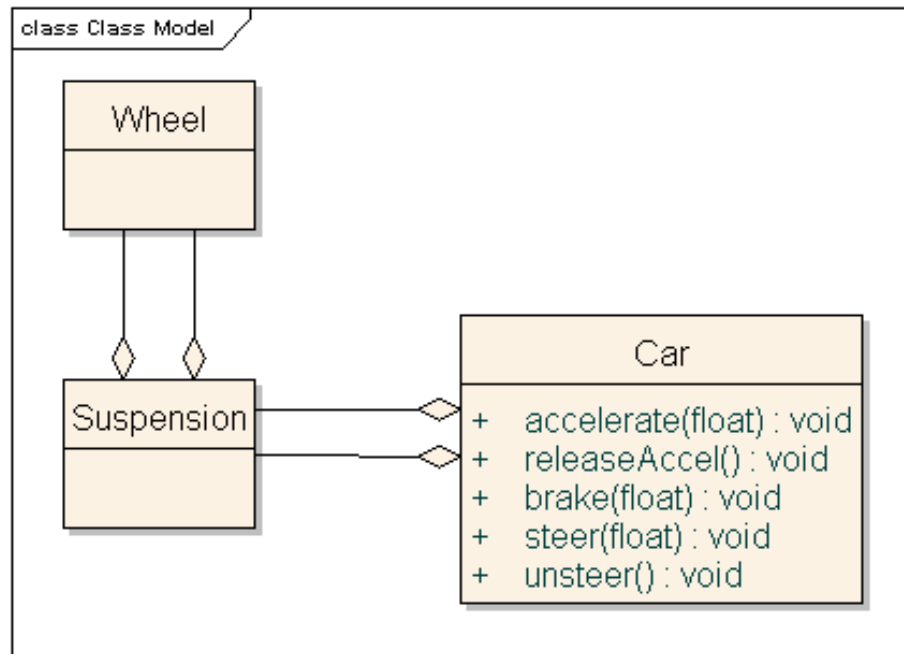 class Class Model
Wheel
Suspension
Car
+ accelerate(float) : void
+ releaseAccel() : void
+ brake(float) : void
+ steer(float) : void
+ unsteer() : void